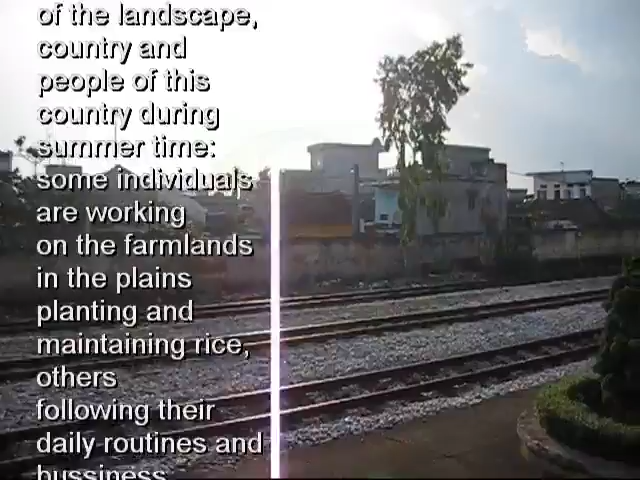 of the landscape,
country and
people of this
country during
summer time:
some individuals
are working
on the farmlands
in the plains
planting and
maintaining rice,
others
following their
daily routines and
bussiness